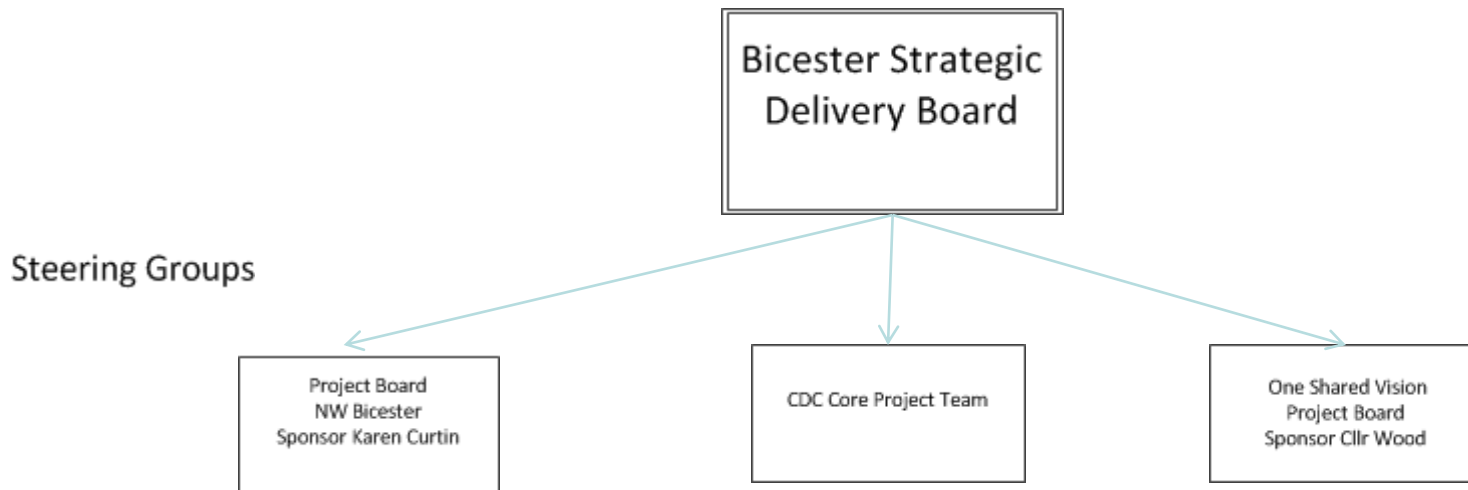 Bicester Strategic
Delivery Board
Steering Groups
Project Board
NW Bicester
Sponsor Karen Curtin
CDC Core Project Team
One Shared Vision
Project Board
Sponsor Cllr Wood